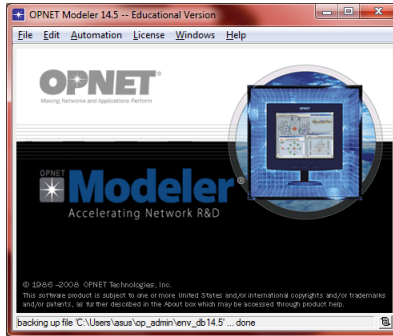 OPNET Modeler 14.5 -- Educational Version
File Edit Automation License Windows Help
OPNET®
Making Networks and Applications Perform
OPNET
Modeler®
Accelerating Network R&D
© 1986 -2008 OPNET Technologies, Inc.
This software product is subject to one or more United States and/or international copyrights and/or trademarks
and/or patents, as further described in the About box which may be accessed through product help.
backing up file 'C:\Users\asus\op_admin\env_db14.5' ... done